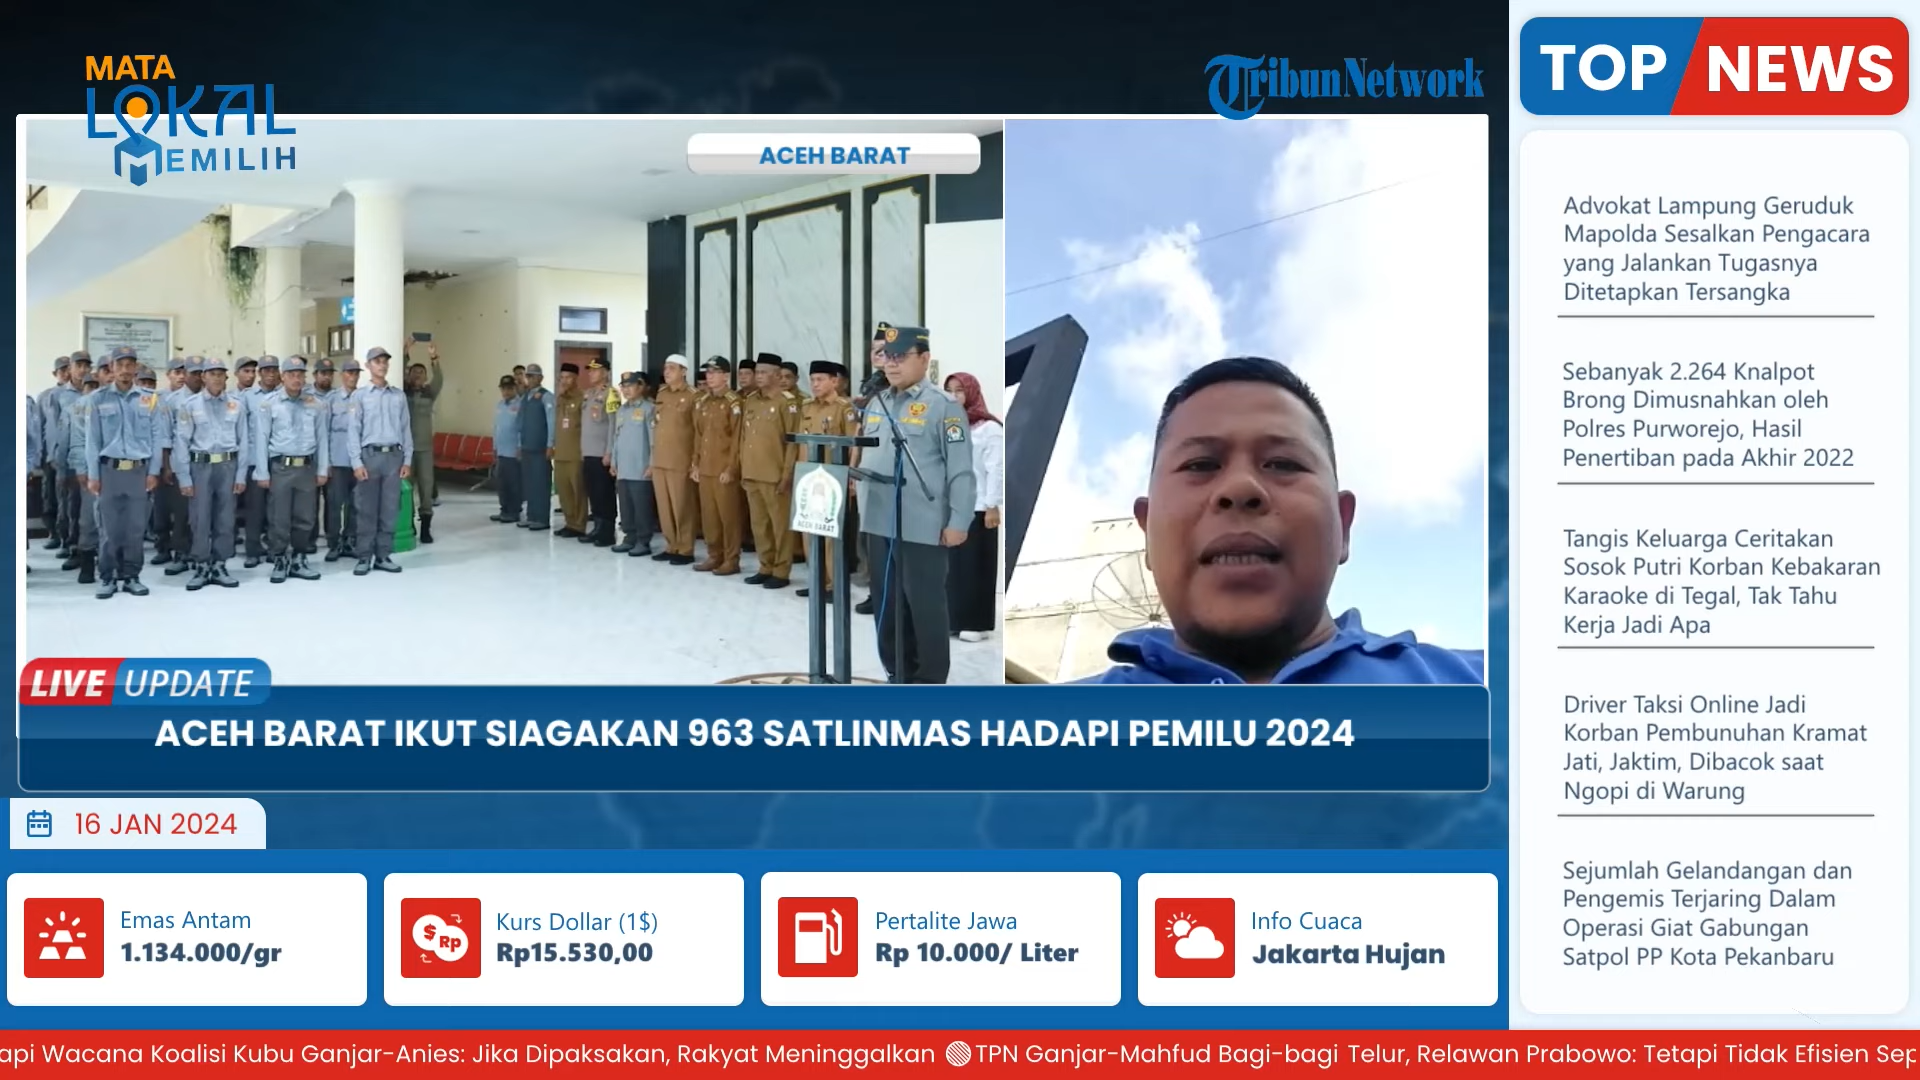 MATA
LOKAL
MEMILIH
TribunNetwork
ACEH BARAT
ACEH BARAT
LIVE UPDATE
ACEH BARAT IKUT SIAGAKAN 963 SATLINMAS HADAPI PEMILU 2024
16 JAN 2024
Emas Antam
1.134.000/gr
Kurs Dollar (1$)
Rp15.530,00
Pertalite Jawa
Rp 10.000/ Liter
Info Cuaca
Jakarta Hujan
TOP NEWS
Advokat Lampung Geruduk
Mapolda Sesalkan Pengacara
yang Jalankan Tugasnya
Ditetapkan Tersangka
Sebanyak 2.264 Knalpot
Brong Dimusnahkan oleh
Polres Purworejo, Hasil
Penertiban pada Akhir 2022
Tangis Keluarga Ceritakan
Sosok Putri Korban Kebakaran
Karaoke di Tegal, Tak Tahu
Kerja Jadi Apa
Driver Taksi Online Jadi
Korban Pembunuhan Kramat
Jati, Jaktim, Dibacok saat
Ngopi di Warung
Sejumlah Gelandangan dan
Pengemis Terjaring Dalam
Operasi Giat Gabungan
Satpol PP Kota Pekanbaru
api Wacana Koalisi Kubu Ganjar-Anies: Jika Dipaksakan, Rakyat Meninggalkan TPN Ganjar-Mahfud Bagi-bagi Telur, Relawan Prabowo: Tetapi Tidak Efisien Sep